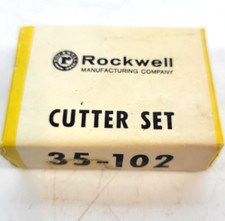 Rockwell
MANUFACTURING COMPANY
CUTTER SET
35-102